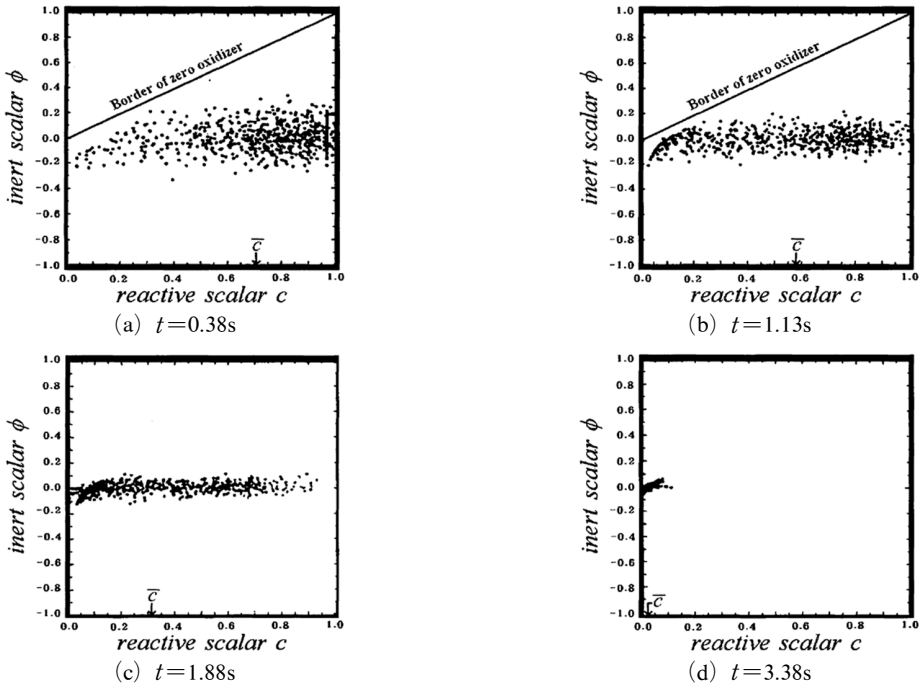 1.0
0.8
0.6
0.4
0.2
0.0
-0.2
-0.4
-0.6
-0.8
-1.0
inert scalar ϕ
Border of zero oxidizer
c̅
0.0 0.2 0.4 0.6 0.8 1.0
reactive scalar c
(a) t=0.38s
1.0
0.8
0.6
0.4
0.2
0.0
-0.2
-0.4
-0.6
-0.8
-1.0
inert scalar ϕ
Border of zero oxidizer
c̅
0.0 0.2 0.4 0.6 0.8 1.0
reactive scalar c
(b) t=1.13s
1.0
0.8
0.6
0.4
0.2
0.0
-0.2
-0.4
-0.6
-0.8
-1.0
inert scalar ϕ
c̅
0.0 0.2 0.4 0.6 0.8 1.0
reactive scalar c
(c) t=1.88s
1.0
0.8
0.6
0.4
0.2
0.0
-0.2
-0.4
-0.6
-0.8
-1.0
inert scalar ϕ
c̅
0.0 0.2 0.4 0.6 0.8 1.0
reactive scalar c
(d) t=3.38s